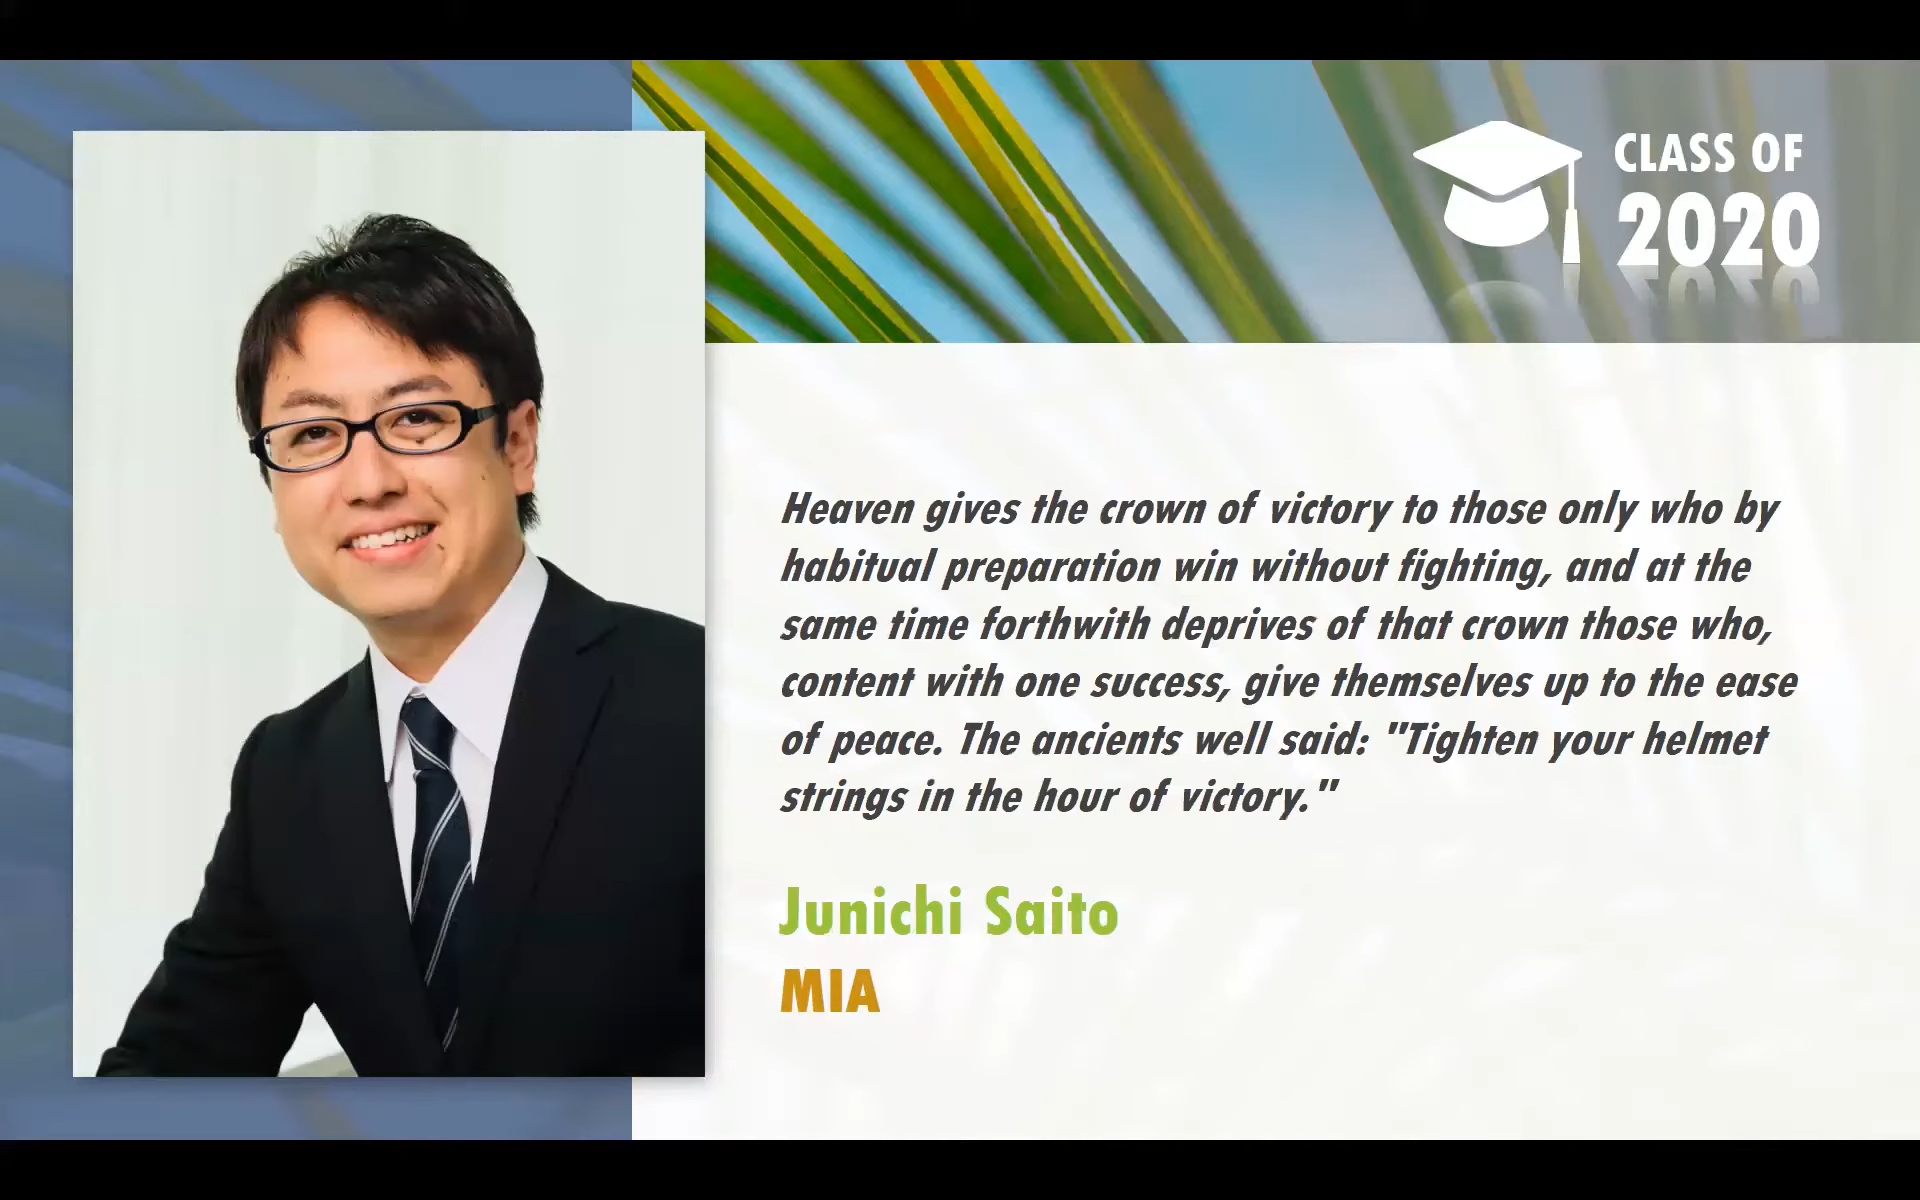 CLASS OF
2020
Heaven gives the crown of victory to those only who by
habitual preparation win without fighting, and at the
same time forthwith deprives of that crown those who,
content with one success, give themselves up to the ease
of peace. The ancients well said: "Tighten your helmet
strings in the hour of victory."
Junichi Saito
MIA